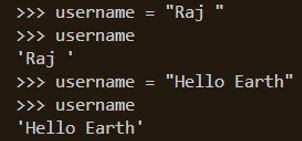 >>> username = "Raj "
>>> username
'Raj '
>>> username = "Hello Earth"
>>> username
'Hello Earth'